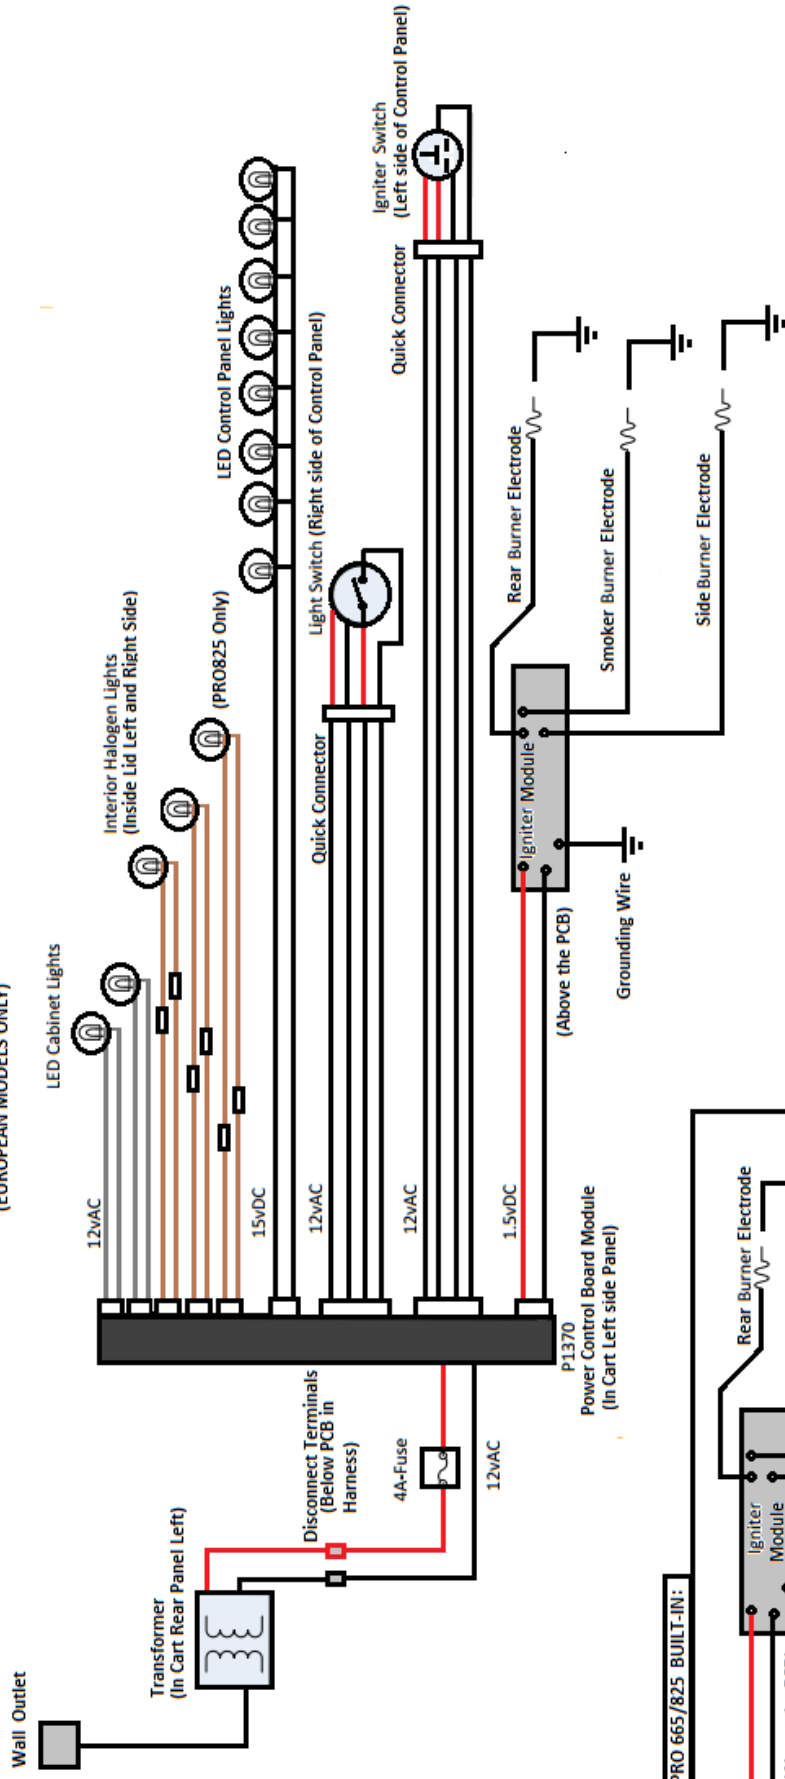 (EUROPEAN MODELS ONLY)
Wall Outlet
Transformer
(In Cart Rear Panel Left)
Disconnect Terminals
(Below PCB in
Harness)
4A-Fuse
12vAC
P1370
Power Control Board Module
(In Cart Left side Panel)
12vAC
15vDC
12vAC
12vAC
1.5vDC
LED Cabinet Lights
Interior Halogen Lights
(Inside Lid Left and Right Side)
(PRO825 Only)
LED Control Panel Lights
Quick Connector
Light Switch (Right side of Control Panel)
Quick Connector
Igniter Switch
(Left side of Control Panel)
Igniter Module
(Above the PCB)
Grounding Wire
Rear Burner Electrode
Smoker Burner Electrode
Side Burner Electrode
PRO 665/825 BUILT-IN:
Igniter
Module
Rear Burner Electrode